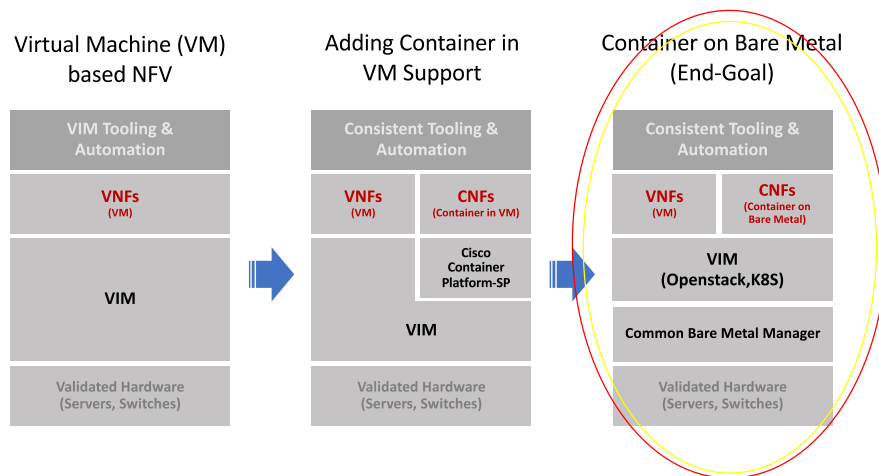 Virtual Machine (VM)
based NFV
VIM Tooling &
Automation
VNFs
(VM)
VIM
Validated Hardware
(Servers, Switches)
Adding Container in
VM Support
Consistent Tooling &
Automation
VNFs
(VM)
CNFs
(Container in VM)
Cisco
Container
Platform-SP
VIM
Validated Hardware
(Servers, Switches)
Container on Bare Metal
(End-Goal)
Consistent Tooling &
Automation
VNFs
(VM)
CNFs
(Container on
Bare Metal)
VIM
(Openstack,K8S)
Common Bare Metal Manager
Validated Hardware
(Servers, Switches)